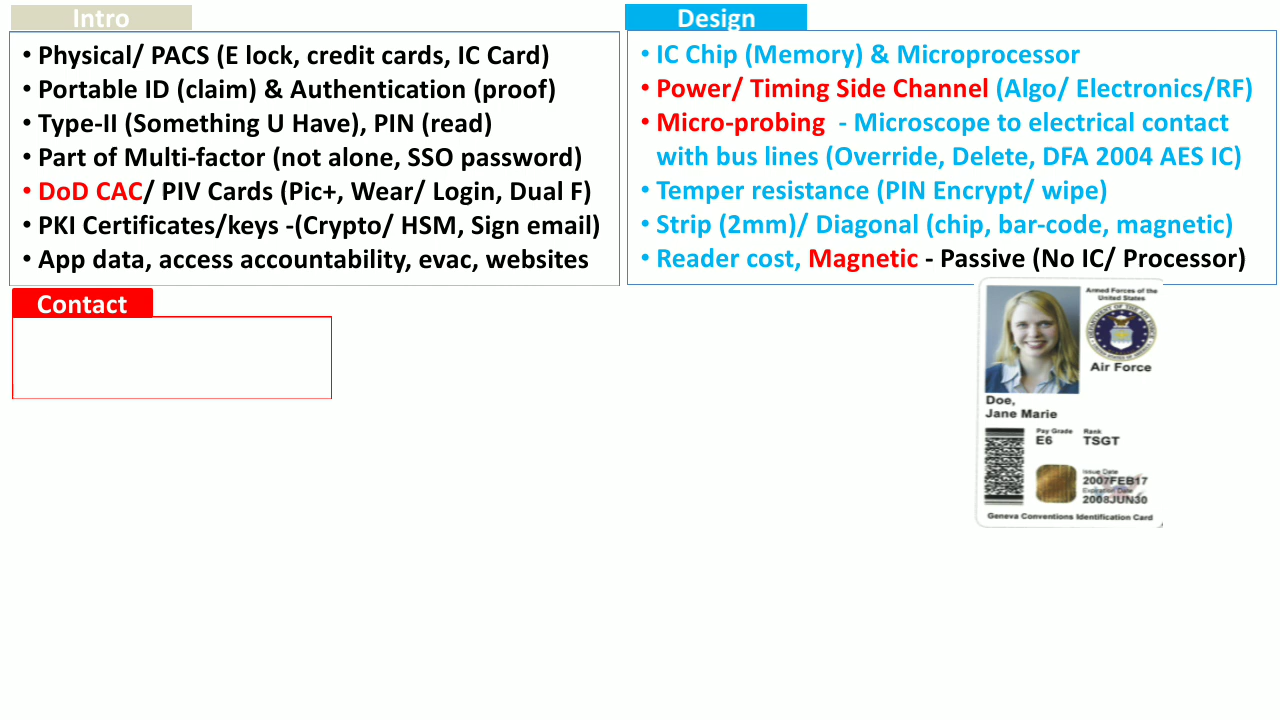 Intro
• Physical/ PACS (E lock, credit cards, IC Card)
• Portable ID (claim) & Authentication (proof)
• Type-II (Something U Have), PIN (read)
• Part of Multi-factor (not alone, SSO password)
• DoD CAC/ PIV Cards (Pic+, Wear/ Login, Dual F)
• PKI Certificates/keys -(Crypto/ HSM, Sign email)
• App data, access accountability, evac, websites
Design
• IC Chip (Memory) & Microprocessor
• Power/ Timing Side Channel (Algo/ Electronics/RF)
• Micro-probing - Microscope to electrical contact
with bus lines (Override, Delete, DFA 2004 AES IC)
• Temper resistance (PIN Encrypt/ wipe)
• Strip (2mm)/ Diagonal (chip, bar-code, magnetic)
• Reader cost, Magnetic - Passive (No IC/ Processor)
Contact
Armed Forces of the
United States
Air Force
Doe,
Jane Marie
Pay Grade Rank
E6 TSGT
Issue Date
2007FEB17
Expiration Date
2008JUN30
Geneva Conventions Identification Card